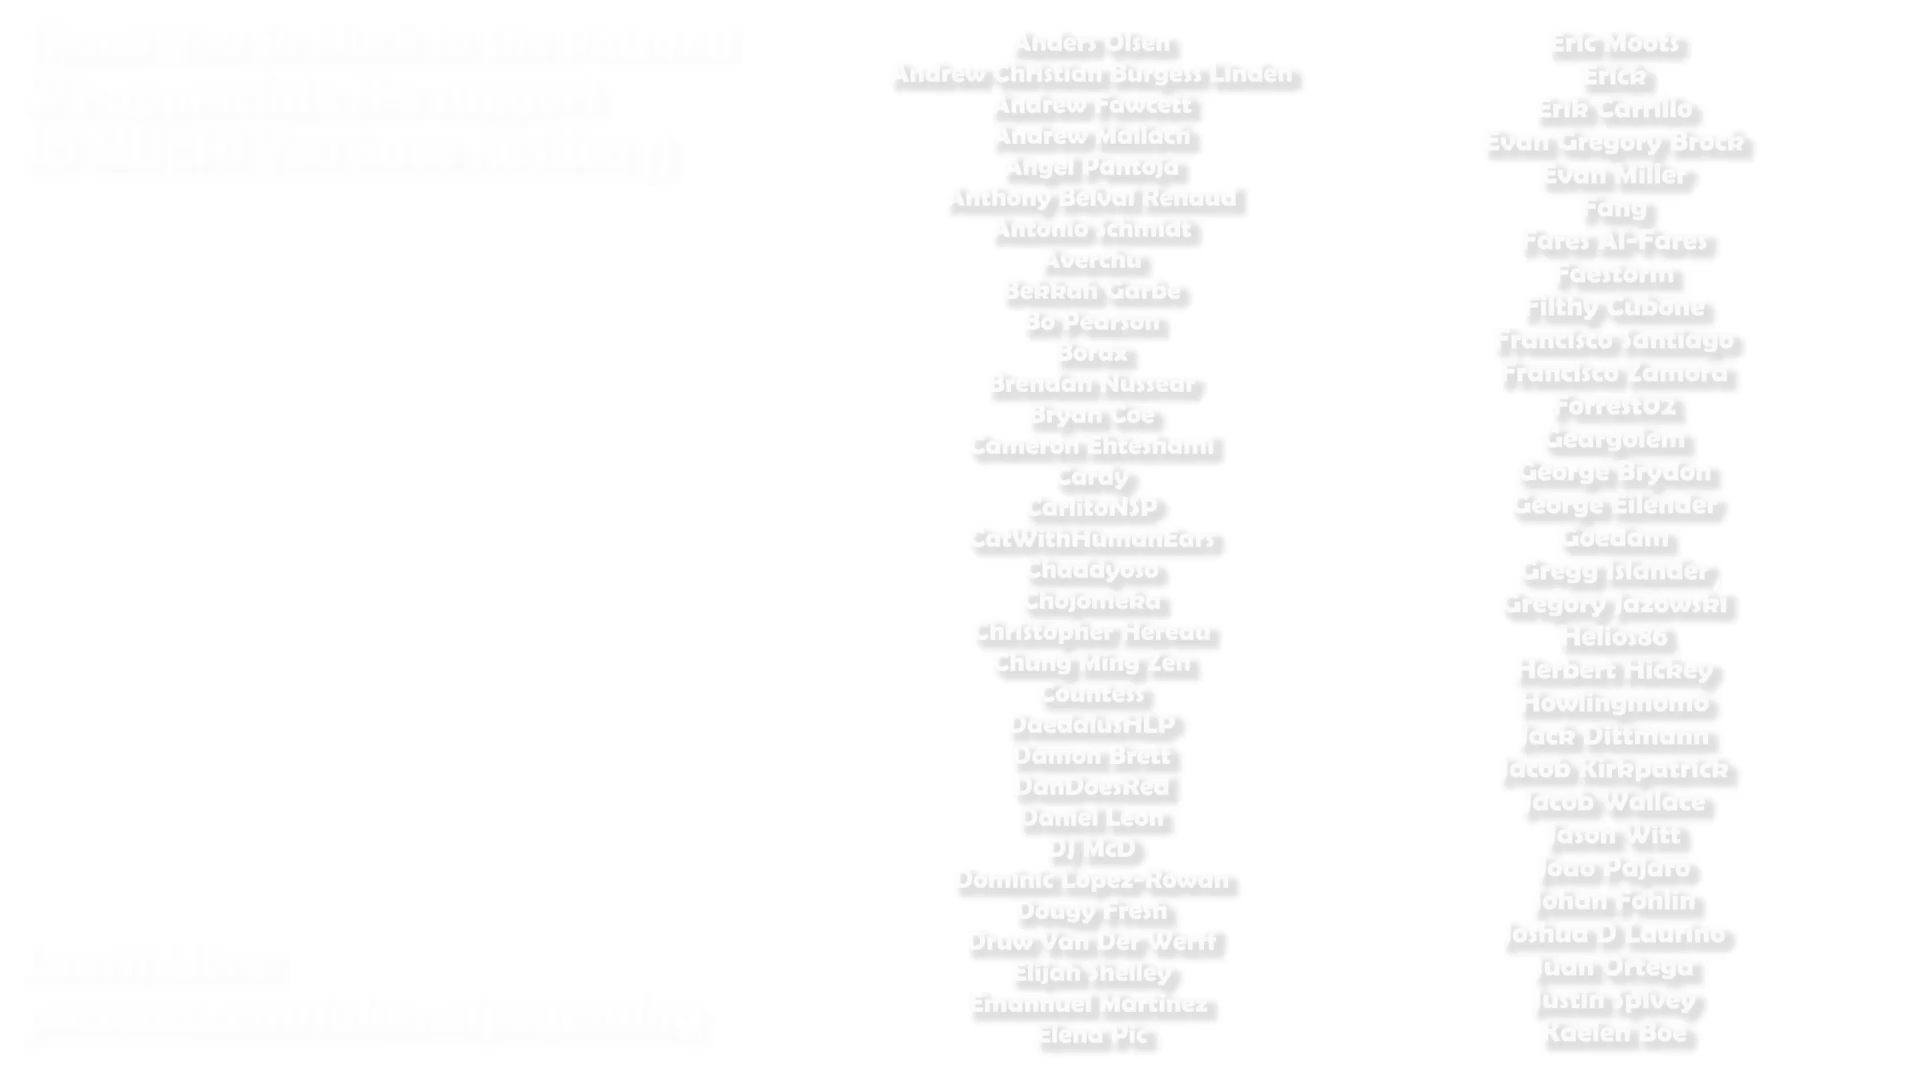 Anders Olsen
Andrew Christian Burgess Linden
Andrew Fawcett
Andrew Mallach
Angel Pantoja
Anthony Belval Renaud
Antonio Schmidt
Averchu
Bekkah Garbe
Bo Pearson
Borax
Brendan Nussear
Bryan Coe
Cameron Ehteshami
Cardy
CarlitoNSP
CatWithHumanEars
Chaddyoso
Chojomeka
Christopher Hereau
Chung Ming Zen
Countess
DaedalusHLP
Damon Brett
DanDoesRed
Daniel Leon
DJ McD
Dominic Lopez-Rowan
Dougy Fresh
Druw Van Der Werff
Elijah Shelley
Emannuel Martinez
Elena Pic
Eric Moots
Erick
Erik Carrillo
Evan Gregory Brock
Evan Miller
Fang
Fares Al-Fares
Faestorm
Filthy Cubone
Francisco Santiago
Francisco Zamora
Forrest02
Geargolem
George Brydon
George Eilender
Goedam
Gregg Islander
Gregory Jazowski
Helios86
Herbert Hickey
Howlingmomo
Jack Dittmann
Jacob Kirkpatrick
Jacob Wallace
Jason Witt
Joao Pajaro
Johan Fohlin
Joshua D Laurino
Juan Ortega
Justin Spivey
Kaelen Boe